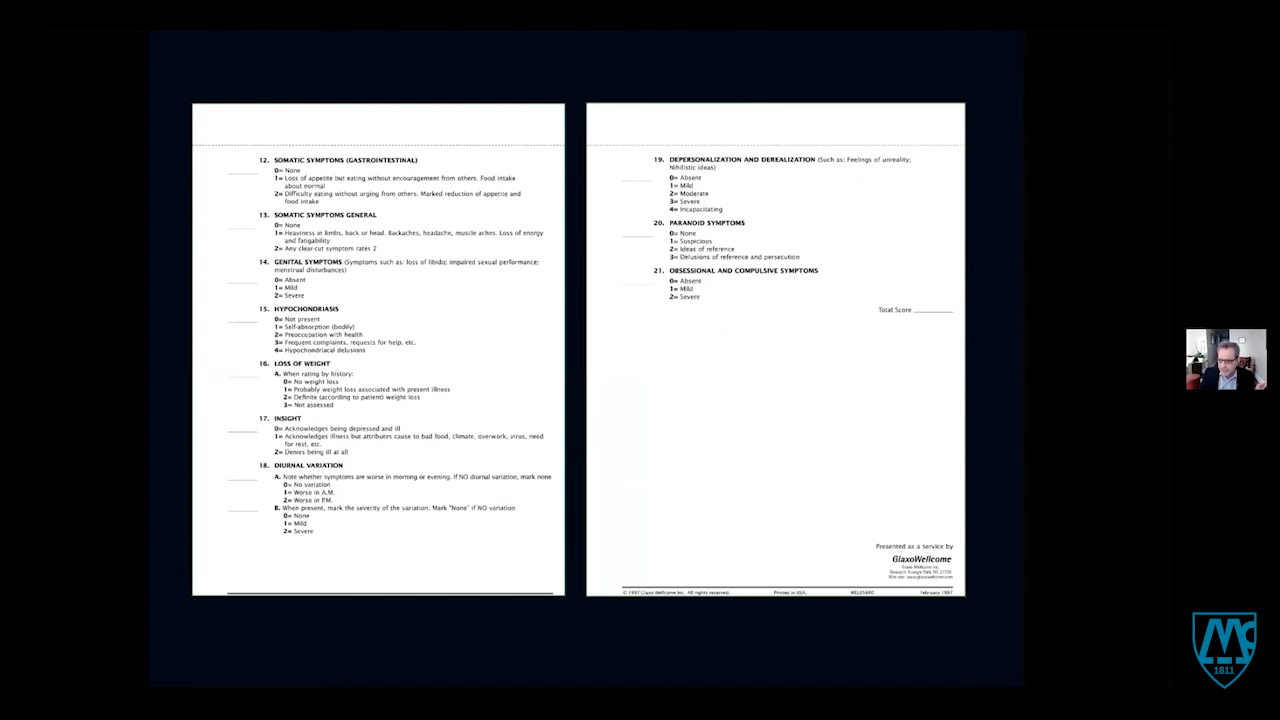 12. SOMATIC SYMPTOMS (GASTROINTESTINAL)
0= None
1= Loss of appetite but eating without encouragement from others. Food intake
about normal
2= Difficulty eating without urging from others. Marked reduction of appetite and
food intake
13. SOMATIC SYMPTOMS GENERAL
0= None
1= Heaviness in limbs, back or head. Backaches, headache, muscle aches. Loss of energy
and fatigability
2= Any clear-cut symptom rates 2
14. GENITAL SYMPTOMS (Symptoms such as: loss of libido; impaired sexual performance;
menstrual disturbances)
0= Absent
1= Mild
2= Severe
15. HYPOCHONDRIASIS
0= Not present
1= Self-absorption (bodily)
2= Preoccupation with health
3= Frequent complaints, requests for help, etc.
4= Hypochondriacal delusions
16. LOSS OF WEIGHT
A. When rating by history:
0= No weight loss
1= Probably weight loss associated with present illness
2= Definite (according to patient) weight loss
3= Not assessed
17. INSIGHT
0= Acknowledges being depressed and ill
1= Acknowledges illness but attributes cause to bad food, climate, overwork, virus, need
for rest, etc.
2= Denies being ill at all
18. DIURNAL VARIATION
A. Note whether symptoms are worse in morning or evening. If NO diurnal variation, mark none
0= No variation
1= Worse in A.M.
2= Worse in P.M.
B. When present, mark the severity of the variation. Mark "None" if NO variation
0= None
1= Mild
2= Severe
19. DEPERSONALIZATION AND DEREALIZATION (Such as: Feelings of unreality;
Nihilistic ideas)
0= Absent
1= Mild
2= Moderate
3= Severe
4= Incapacitating
20. PARANOID SYMPTOMS
0= None
1= Suspicious
2= Ideas of reference
3= Delusions of reference and persecution
21. OBSESSIONAL AND COMPULSIVE SYMPTOMS
0= Absent
1= Mild
2= Severe
Total Score
Presented as a service by
GlaxoWellcome
Glaxo Wellcome Inc.
Research Triangle Park, NC
Web site: www.glaxowellcome.com
© 1997 Glaxo Wellcome Inc. All rights reserved. Printed in USA. February 1997
Mc
1811